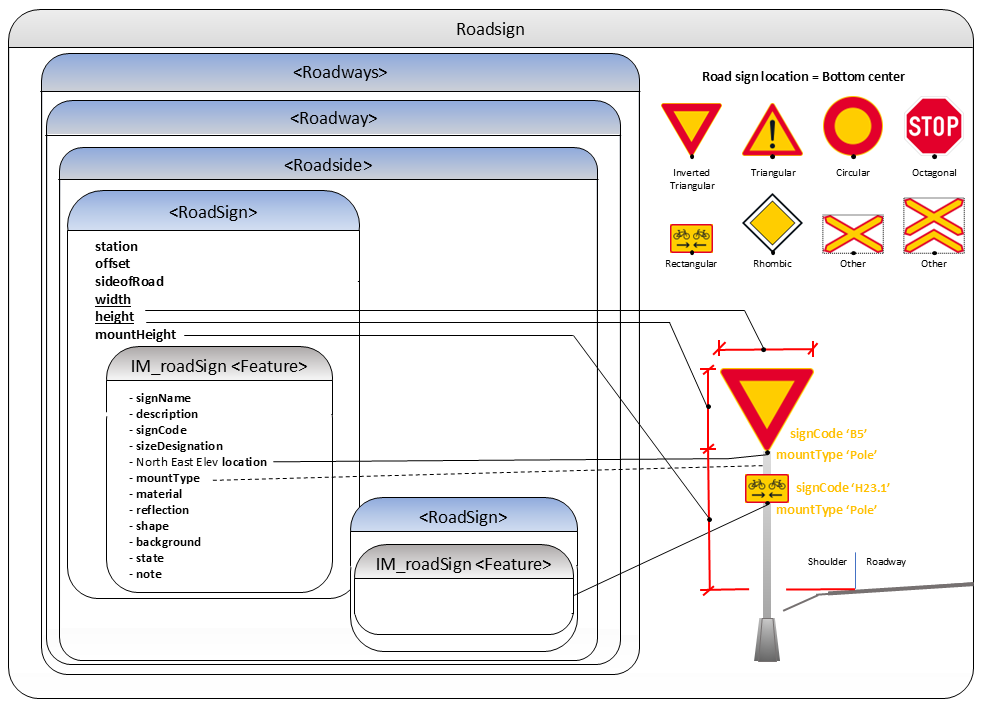 Roadsign
<Roadways>
<Roadway>
<Roadside>
<RoadSign>
station
offset
sideofRoad
width
height
mountHeight
IM_roadSign <Feature>
- signName
- description
- signCode
- sizeDesignation
- North East Elev location
- mountType
- material
- reflection
- shape
- background
- state
- note
<RoadSign>
IM_roadSign <Feature>
Road sign location = Bottom center
STOP
Inverted
Triangular
Triangular
Circular
Octagonal
Rectangular
Rhombic
Other
Other
signCode ‘B5’
mountType ‘Pole’
signCode ‘H23.1’
mountType ‘Pole’
Shoulder
Roadway